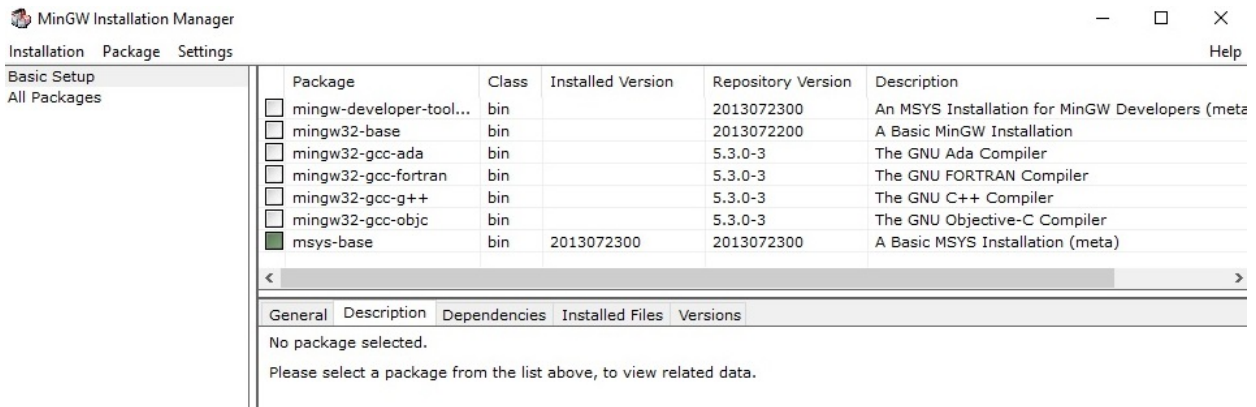 MinGW Installation Manager
Installation Package Settings Help
Basic Setup
All Packages
Package Class Installed Version Repository Version Description
mingw-developer-tool... bin 2013072300 An MSYS Installation for MinGW Developers (meta
mingw32-base bin 2013072200 A Basic MinGW Installation
mingw32-gcc-ada bin 5.3.0-3 The GNU Ada Compiler
mingw32-gcc-fortran bin 5.3.0-3 The GNU FORTRAN Compiler
mingw32-gcc-g++ bin 5.3.0-3 The GNU C++ Compiler
mingw32-gcc-objc bin 5.3.0-3 The GNU Objective-C Compiler
msys-base bin 2013072300 2013072300 A Basic MSYS Installation (meta)
General Description Dependencies Installed Files Versions
No package selected.
Please select a package from the list above, to view related data.